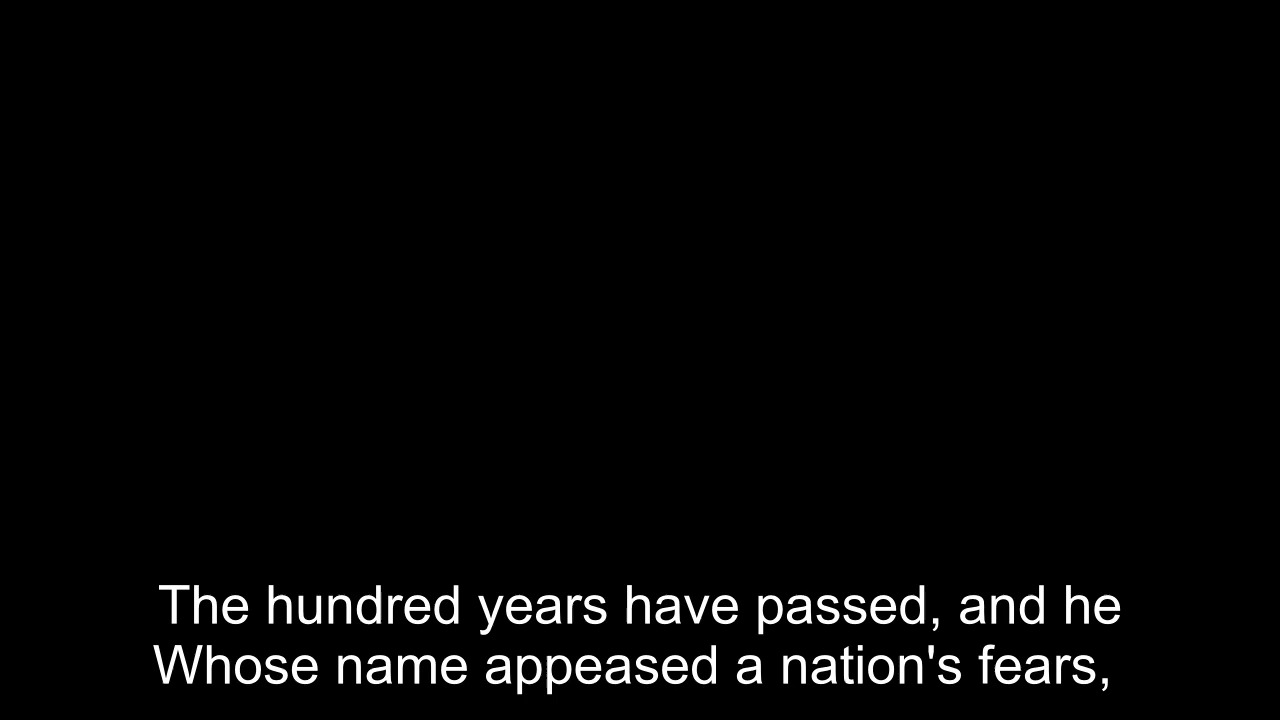 The hundred years have passed, and he
Whose name appeased a nation's fears,